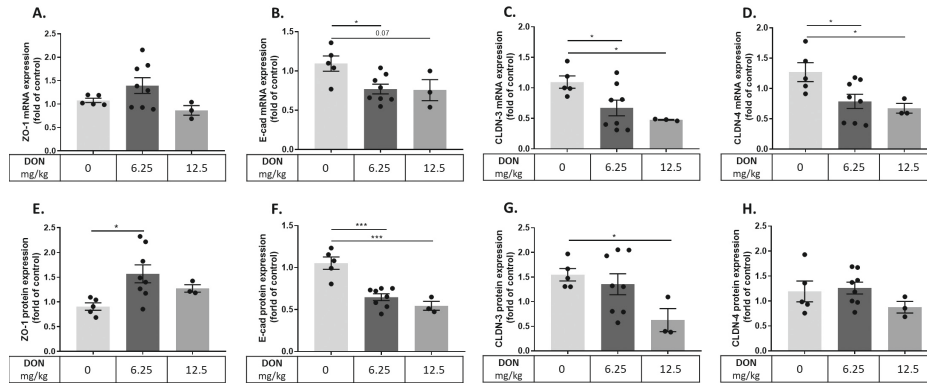 A.
ZO-1 mRNA expression
(fold of control)
2.5
2.0
1.5
1.0
0.5
0.0
DON
mg/kg
0
6.25
12.5
B.
E-cad mRNA expression
(fold of control)
1.5
1.0
0.5
0.0
*
0.07
DON
mg/kg
0
6.25
12.5
C.
CLDN-3 mRNA expression
(fold of control)
2.0
1.5
1.0
0.5
0.0
*
*
DON
mg/kg
0
6.25
12.5
D.
CLDN-4 mRNA expression
(fold of control)
2.0
1.5
1.0
0.5
0.0
*
*
DON
mg/kg
0
6.25
12.5
E.
ZO-1 protein expression
(forld of control)
2.5
2.0
1.5
1.0
0.5
0.0
*
DON
mg/kg
0
6.25
12.5
F.
E-cad protein expression
(forld of control)
1.5
1.0
0.5
0.0
***
***
DON
mg/kg
0
6.25
12.5
G.
CLDN-3 protein expression
(forld of control)
2.5
2.0
1.5
1.0
0.5
0.0
*
DON
mg/kg
0
6.25
12.5
H.
CLDN-4 protein expression
(forld of control)
2.5
2.0
1.5
1.0
0.5
0.0
DON
mg/kg
0
6.25
12.5